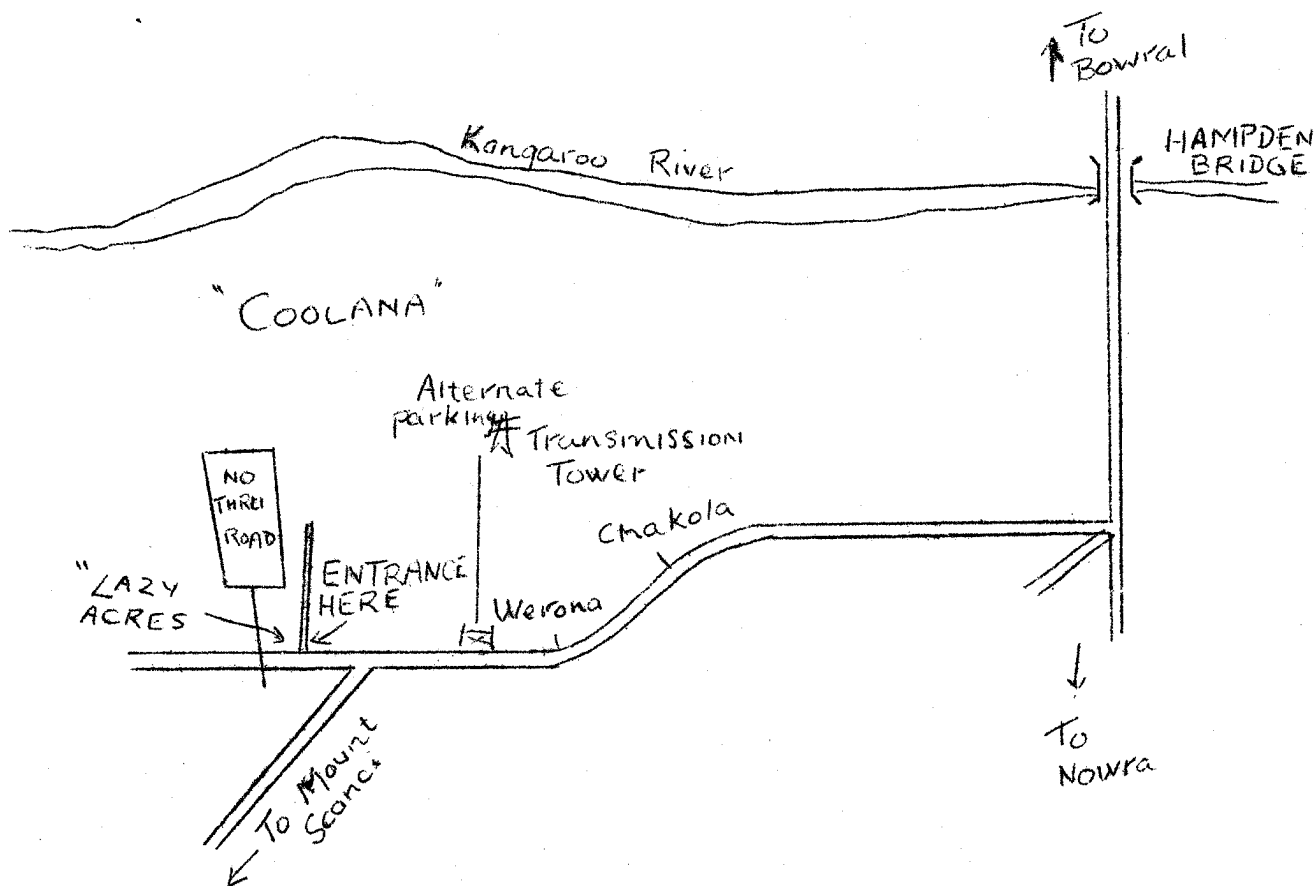 To
Bowral
HAMPDEN
BRIDGE
Kangaroo River
"COOLANA"
Alternate
parking
Transmission
Tower
Chakola
NO
THRU
ROAD
"LAZY
ACRES
ENTRANCE
HERE
Werona
To Mount
To
Nowra